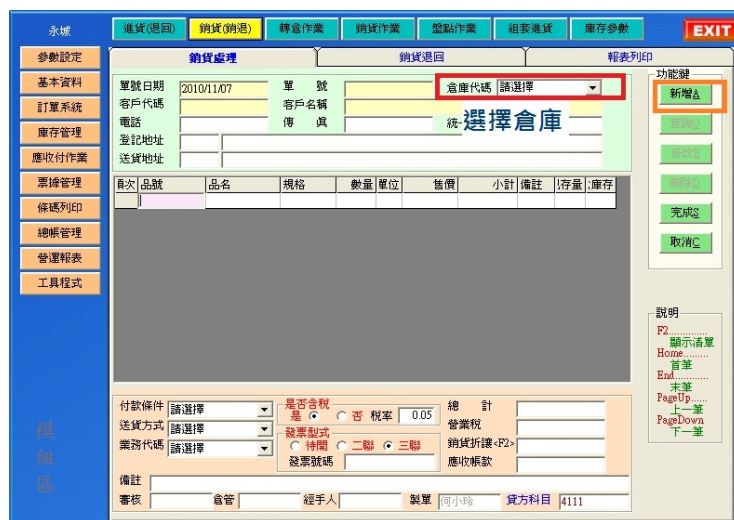 永城 進貨(退回) 銷貨(銷退) 轉倉作業 銷貨作業 盤點作業 組套進貨 庫存參數 EXIT
參數設定
基本資料
訂單系統
庫存管理
應收付作業
票據管理
條碼列印
總帳管理
營運報表
工具程式
模
組
區
銷貨處理 銷貨退回 報表列印
單號日期 2010/11/07 單 號 倉庫代碼 請選擇
客戶代碼 客戶名稱
電話 傳 真 統一
選擇倉庫
登記地址
送貨地址
頁次 品號 品名 規格 數量 單位 售價 小計 備註 庫存
付款條件 請選擇 是否含稅 是 否 稅率 0.05 總 計
送貨方式 請選擇 發票型式 營業稅
業務代碼 請選擇 待開 二聯 三聯 銷貨折讓<F2>
發票號碼 應收帳款
備註
審核 倉管 經手人 製單 何小玲 貸方科目 4111
功能鍵
新增A
查詢Q
修改E
刪除D
完成S
取消C
說明
F2..............
顯示清單
Home.........
首筆
End............
末筆
PageUp......
上一筆
PageDown
下一筆